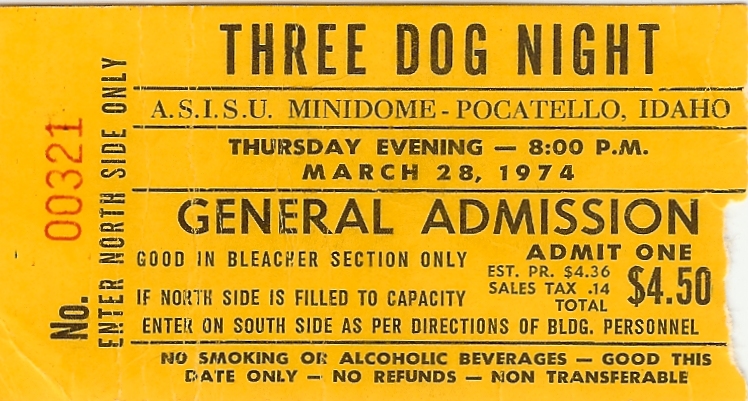 THREE DOG NIGHT
A.S.I.S.U. MINIDOME - POCATELLO, IDAHO
THURSDAY EVENING — 8:00 P.M.
MARCH 28, 1974
GENERAL ADMISSION
GOOD IN BLEACHER SECTION ONLY
IF NORTH SIDE IS FILLED TO CAPACITY
ADMIT ONE
EST. PR. $4.36
SALES TAX .14
TOTAL
$4.50
ENTER ON SOUTH SIDE AS PER DIRECTIONS OF BLDG. PERSONNEL
NO SMOKING OR ALCOHOLIC BEVERAGES — GOOD THIS
DATE ONLY — NO REFUNDS — NON TRANSFERABLE
No. 00321
ENTER NORTH SIDE ONLY